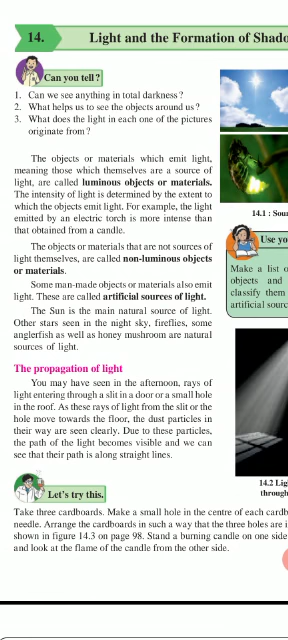 14.
Light and the Formation of
Can you tell ?
1. Can we see anything in total darkness ?
2. What helps us to see the objects around us ?
3. What does the light in each one of the pictures
originate from ?
14.1 :
The objects or materials which emit light,
meaning those which themselves are a source of
light, are called luminous objects or materials.
The intensity of light is determined by the extent to
which the objects emit light. For example, the light
emitted by an electric torch is more intense than
that obtained from a candle.
The objects or materials that are not sources of
light themselves, are called non-luminous objects
or materials.
Some man-made objects or materials also emit
light. These are called artificial sources of light.
The Sun is the main natural source of light.
Other stars seen in the night sky, fireflies, some
anglerfish as well as honey mushroom are natural
sources of light.
Use
Make a list
objects and
classify them
artificial
The propagation of light
You may have seen in the afternoon, rays of
light entering through a slit in a door or a small hole
in the roof. As these rays of light from the slit or the
hole move towards the floor, the dust particles in
their way are seen clearly. Due to these particles,
the path of the light becomes visible and we can
see that their path is along straight lines.
14.2
through
Let's try this.
Take three cardboards. Make a small hole in the centre of each
needle. Arrange the cardboards in such a way that the three holes are
shown in figure 14.3 on page 98. Stand a burning candle on one side
and look at the flame of the candle from the other side.